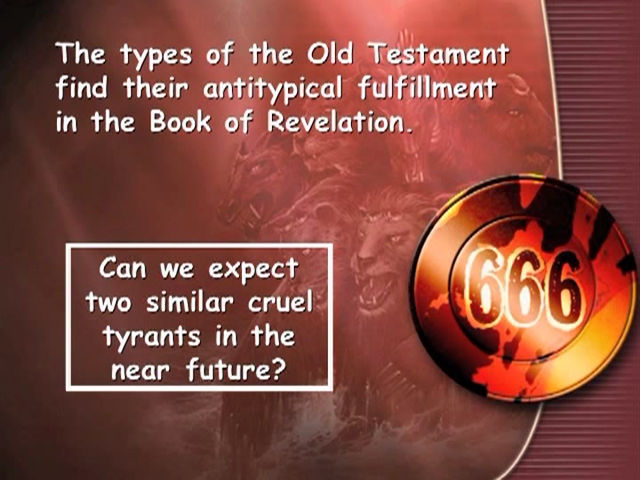 The types of the Old Testament
find their antitypical fulfillment
in the Book of Revelation.
Can we expect
two similar cruel
tyrants in the
near future?
666